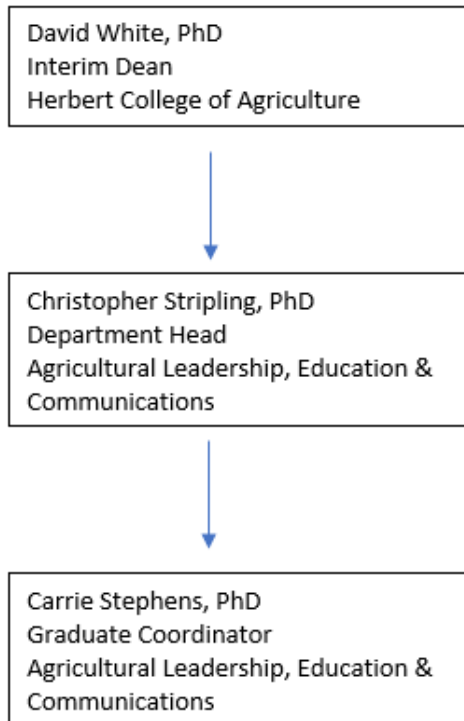 David White, PhD
Interim Dean
Herbert College of Agriculture
Christopher Stripling, PhD
Department Head
Agricultural Leadership, Education &
Communications
Carrie Stephens, PhD
Graduate Coordinator
Agricultural Leadership, Education &
Communications